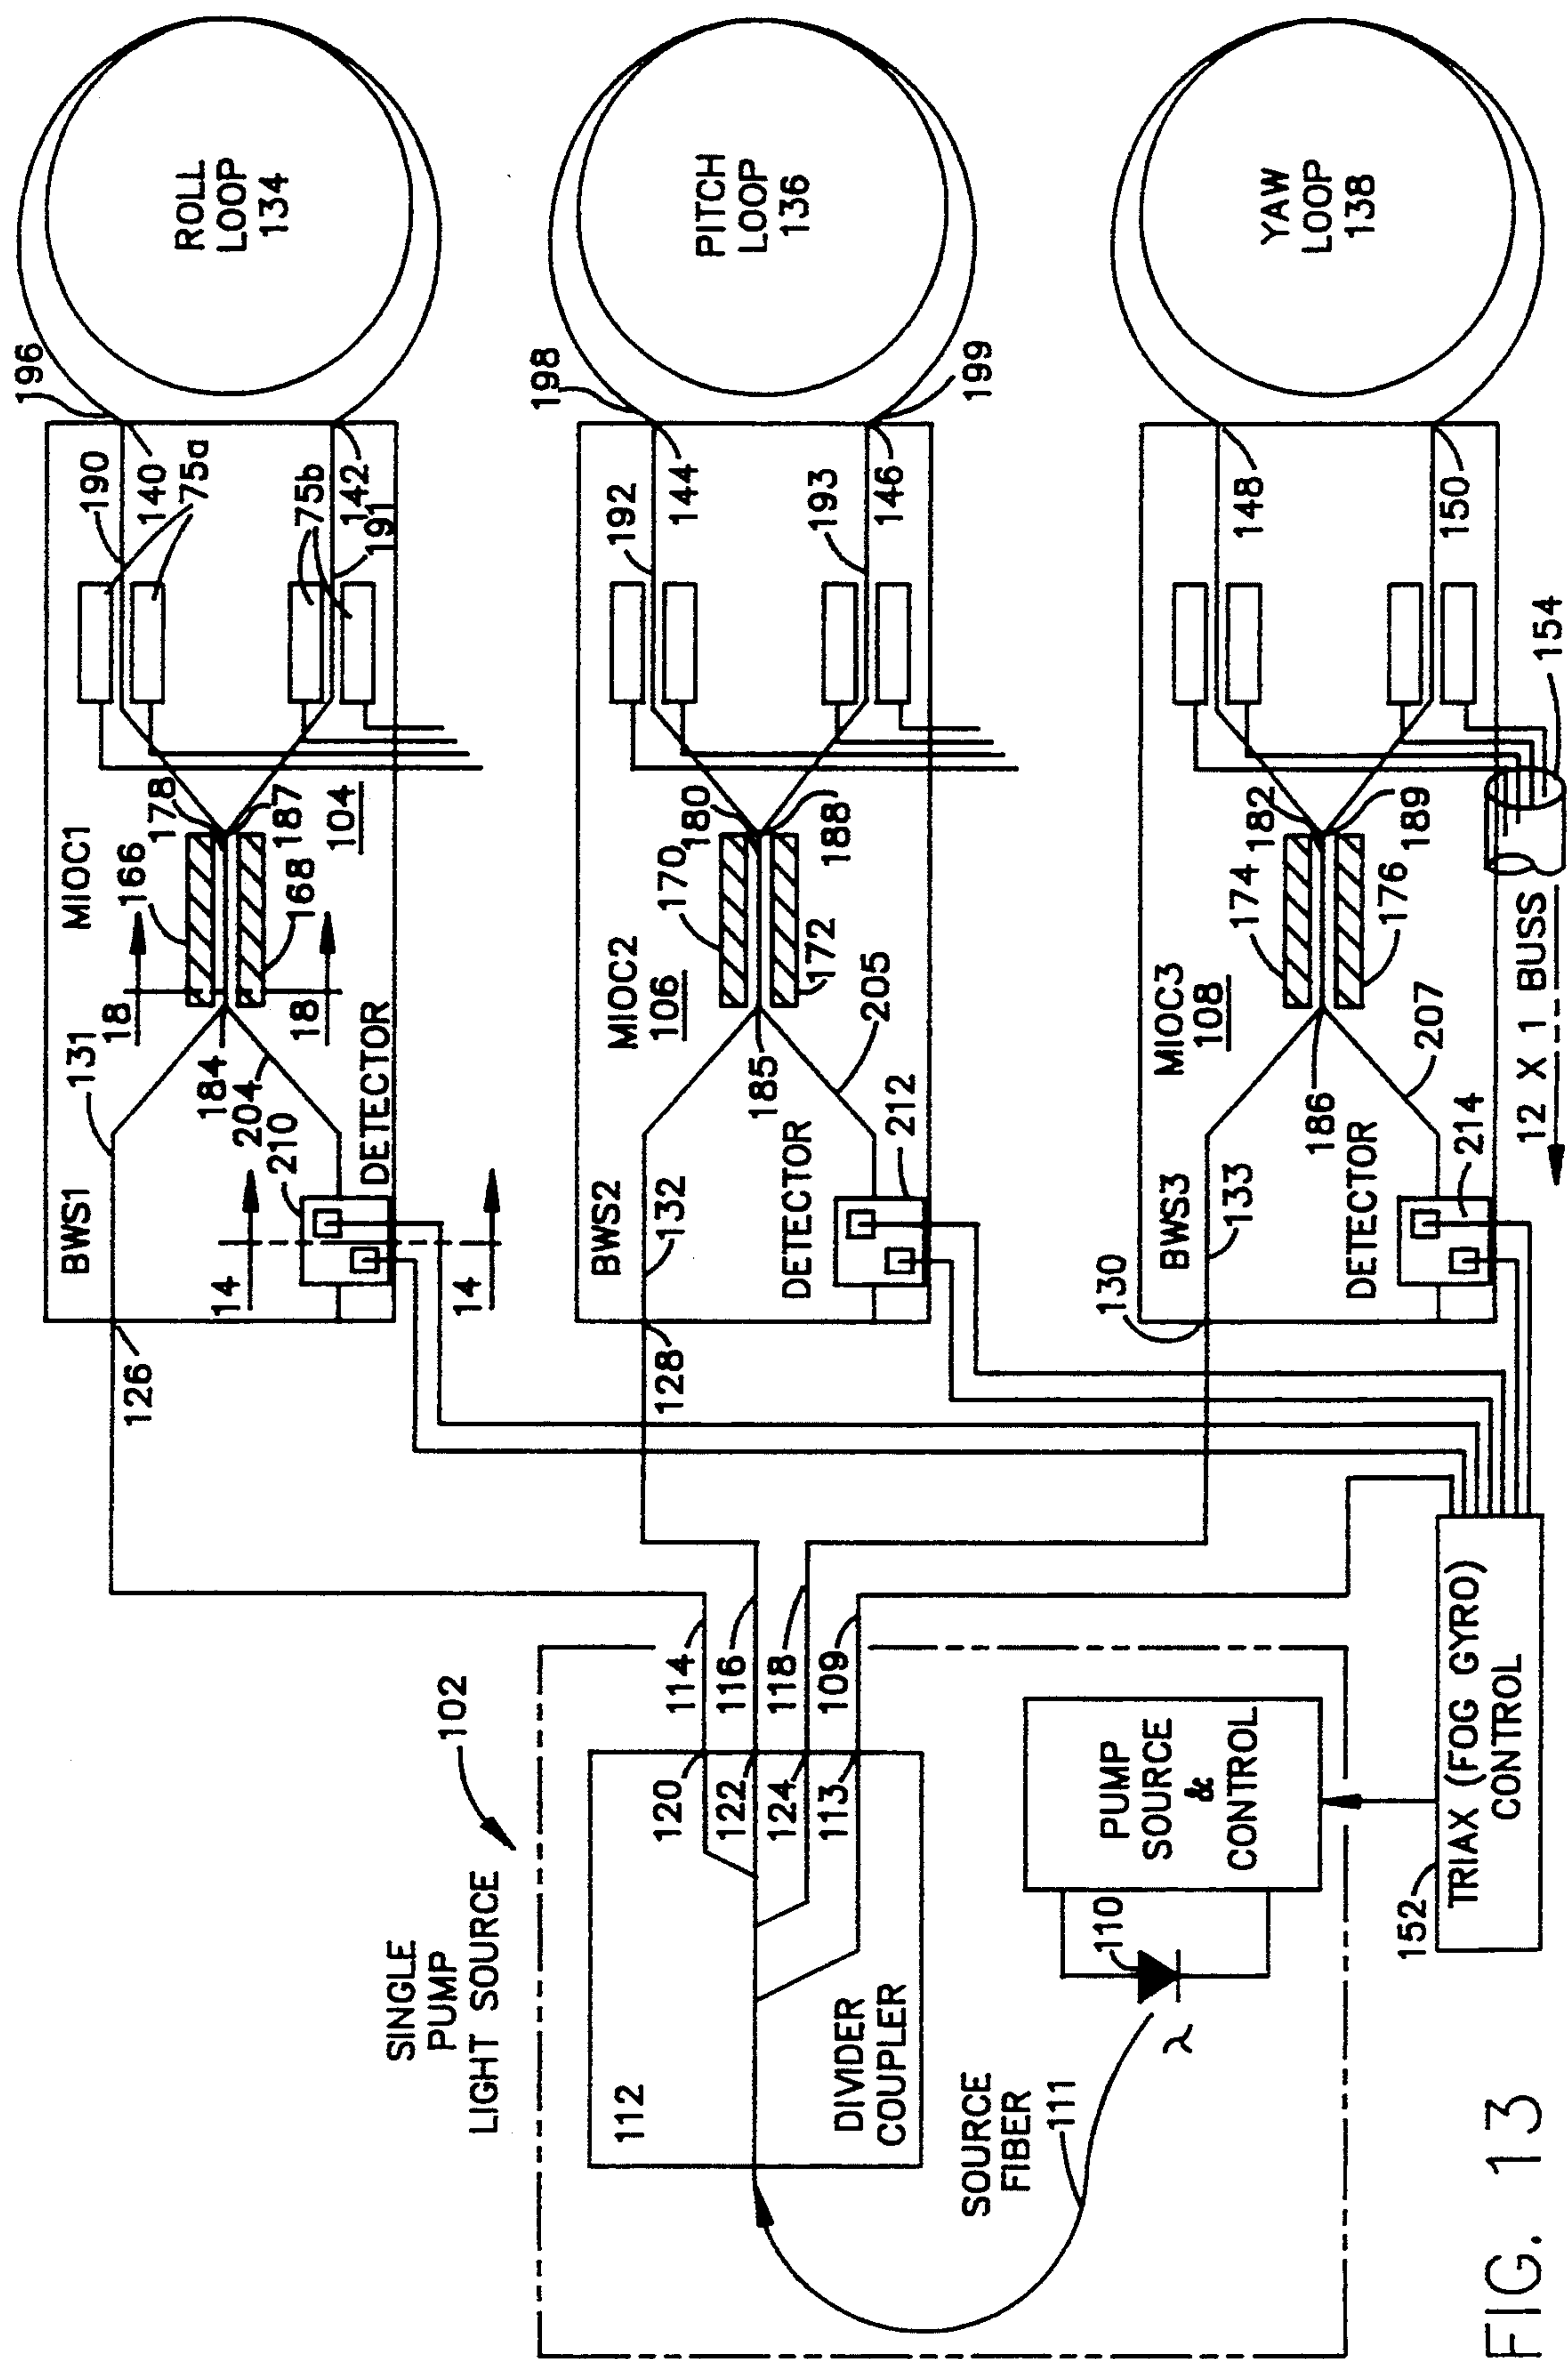 SINGLE
PUMP
LIGHT SOURCE
102
112
DIVIDER
COUPLER
120
122
124
113
114
116
118
109
SOURCE
FIBER
111
110
λ
PUMP
SOURCE
&
CONTROL
152
TRIAX (FOG GYRO)
CONTROL
126
BWS1
131
MIOC1
104
14
14
210
204
184
DETECTOR
18
18
166
168
178
187
190
140
75a
75b
142
191
196
ROLL
LOOP
134
128
BWS2
132
MIOC2
106
DETECTOR
212
185
205
170
172
180
188
192
144
193
146
198
199
PITCH
LOOP
136
130
BWS3
133
MIOC3
108
DETECTOR
214
186
207
174
176
182
189
148
150
154
12 X 1 BUSS
YAW
LOOP
138
FIG. 13